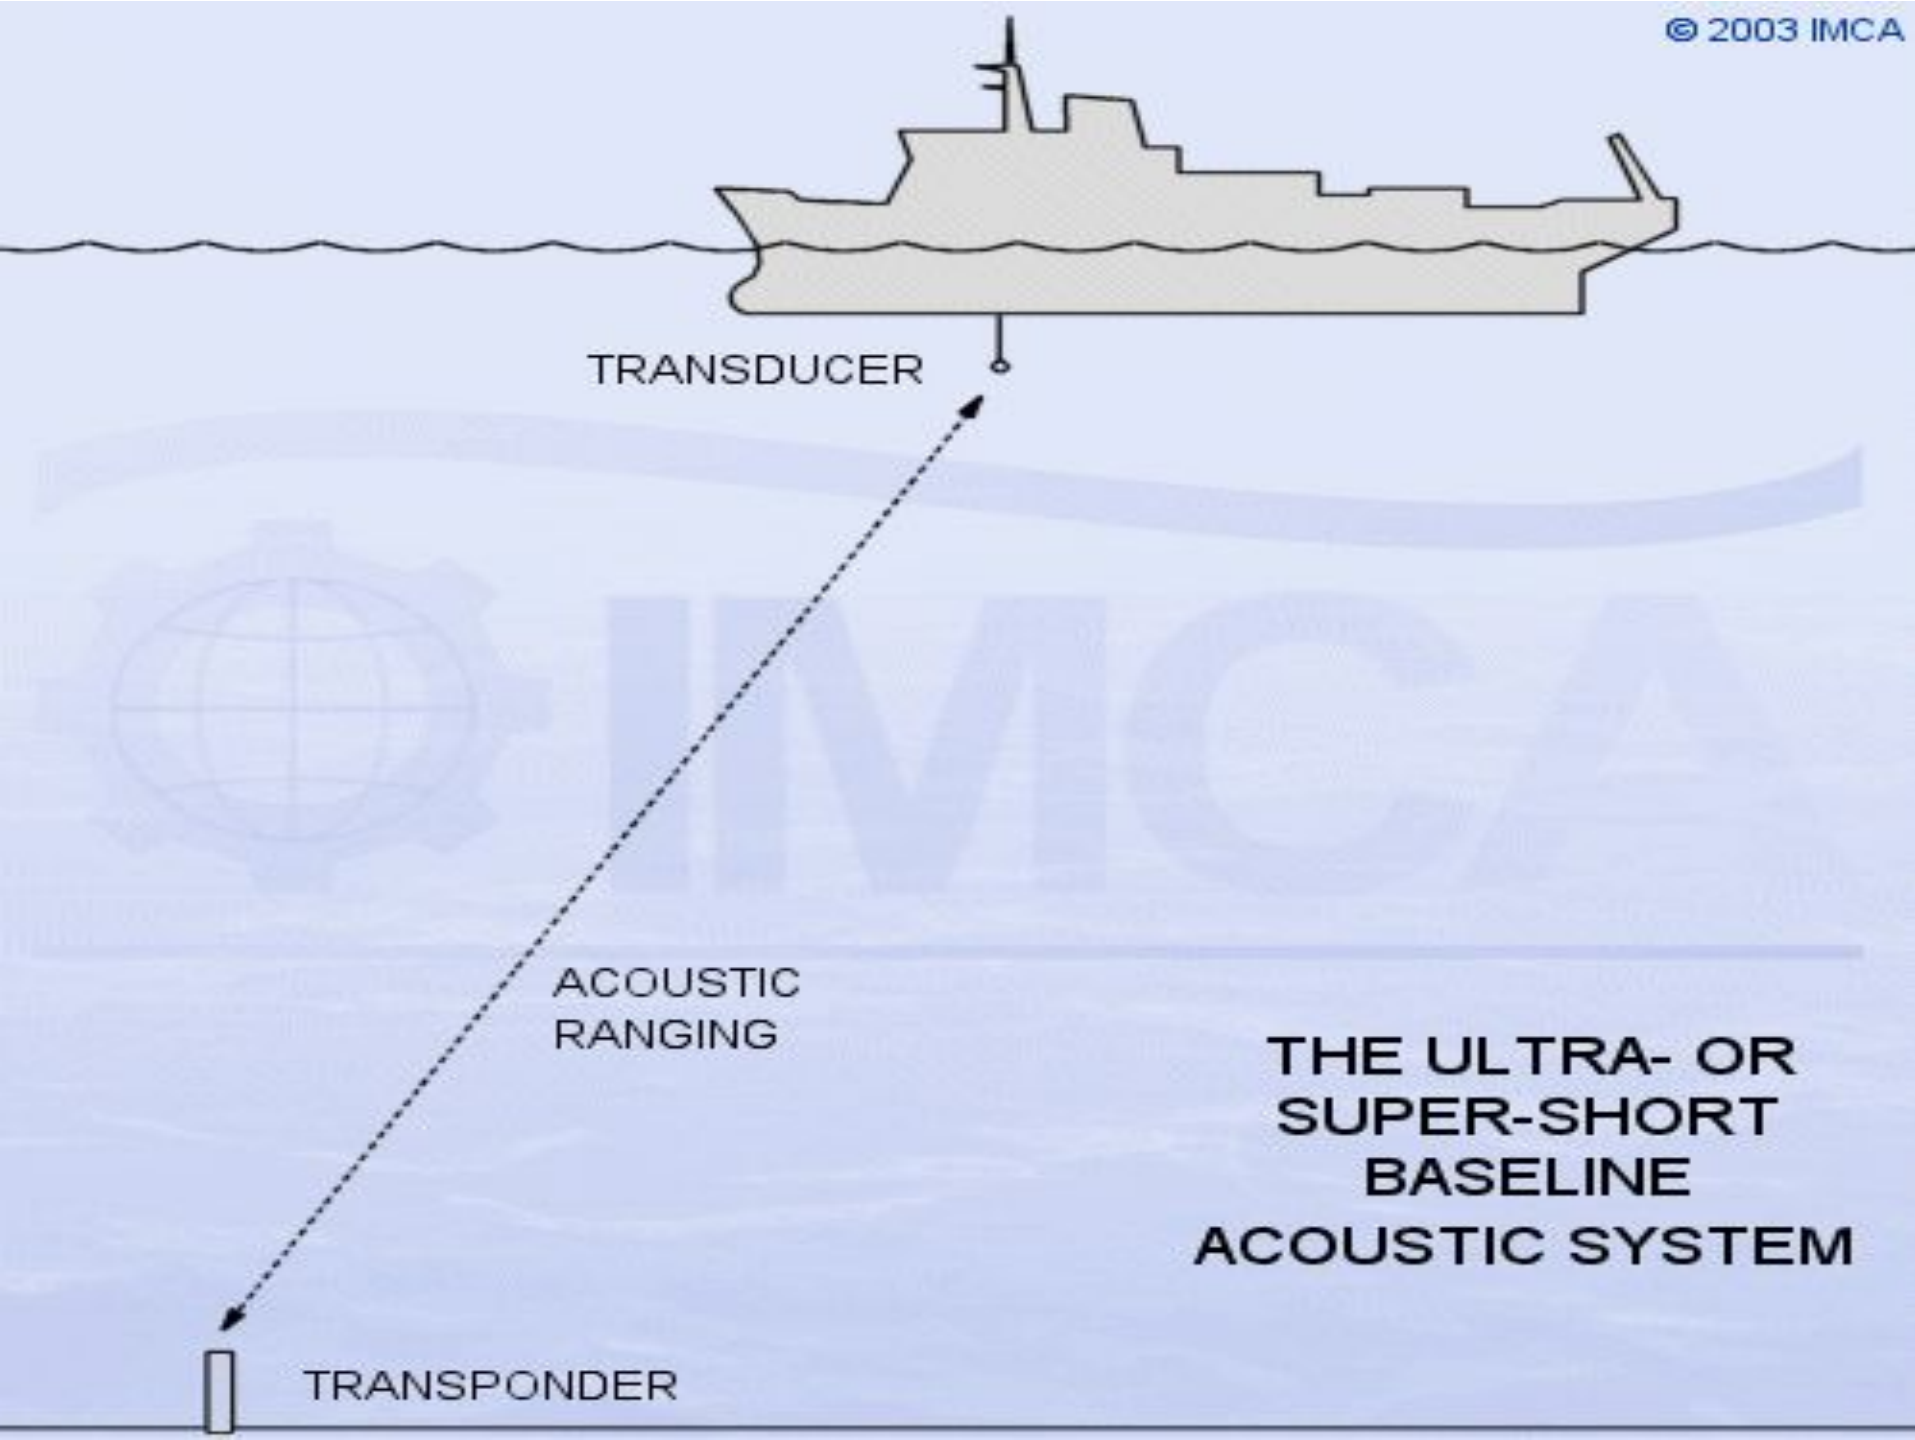 © 2003 IMCA
TRANSDUCER
IMCA
ACOUSTIC
RANGING
THE ULTRA- OR
SUPER-SHORT
BASELINE
ACOUSTIC SYSTEM
TRANSPONDER